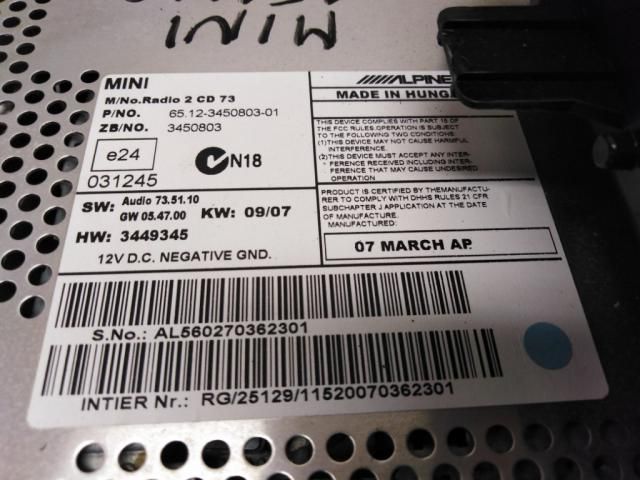 MINI
MINI
M/No.Radio 2 CD 73
P/NO. 65.12-3450803-01
ZB/NO. 3450803
e24
N18
031245
SW: Audio 73.51.10
GW 05.47.00
KW: 09/07
HW: 3449345
12V D.C. NEGATIVE GND.
ALPINE
MADE IN HUNG
THIS DEVICE COMPLIES WITH PART 15 OF
THE FCC RULES.OPERATION IS SUBJECT
TO THE FOLLOWING TWO CONDITIONS:
(1)THIS DEVICE MAY NOT CAUSE HARMFUL
INTERFERENCE.
(2)THIS DEVICE MUST ACCEPT ANY INTER-
FERENCE RECEIVED INCLUDING INTER-
FERENCE THAT MAY CAUSE UNDESIRED
OPERATION
PRODUCT IS CERTIFIED BY THEMANUFACTU-
RER TO COMPLY WITH DHHS RULES 21 CFR
SUBCHAPTER J APPLICATION AT THE DATE
OF MANUFACTURE.
MANUFACTURED:
07 MARCH AP
S.No.: AL560270362301
INTIER Nr.: RG/25129/11520070362301